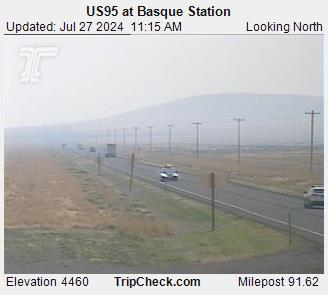 US95 at Basque Station
Updated: Jul 27 2024 11:15 AM Looking North
Elevation 4460 TripCheck.com Milepost 91.62